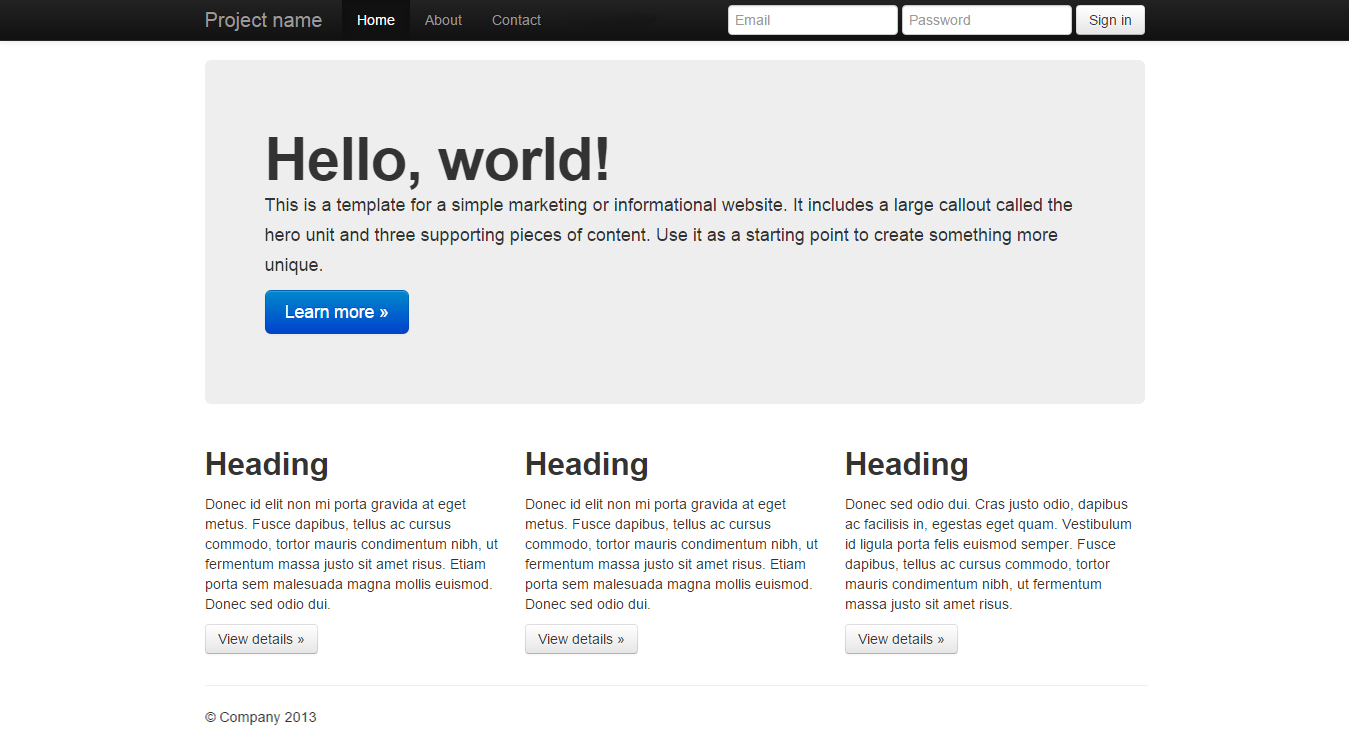 Project name Home About Contact Email Password Sign in
Hello, world!
This is a template for a simple marketing or informational website. It includes a large callout called the
hero unit and three supporting pieces of content. Use it as a starting point to create something more
unique.
Learn more »
Heading
Donec id elit non mi porta gravida at eget
metus. Fusce dapibus, tellus ac cursus
commodo, tortor mauris condimentum nibh, ut
fermentum massa justo sit amet risus. Etiam
porta sem malesuada magna mollis euismod.
Donec sed odio dui.
View details »
Heading
Donec id elit non mi porta gravida at eget
metus. Fusce dapibus, tellus ac cursus
commodo, tortor mauris condimentum nibh, ut
fermentum massa justo sit amet risus. Etiam
porta sem malesuada magna mollis euismod.
Donec sed odio dui.
View details »
Heading
Donec sed odio dui. Cras justo odio, dapibus
ac facilisis in, egestas eget quam. Vestibulum
id ligula porta felis euismod semper. Fusce
dapibus, tellus ac cursus commodo, tortor
mauris condimentum nibh, ut fermentum
massa justo sit amet risus.
View details »
© Company 2013